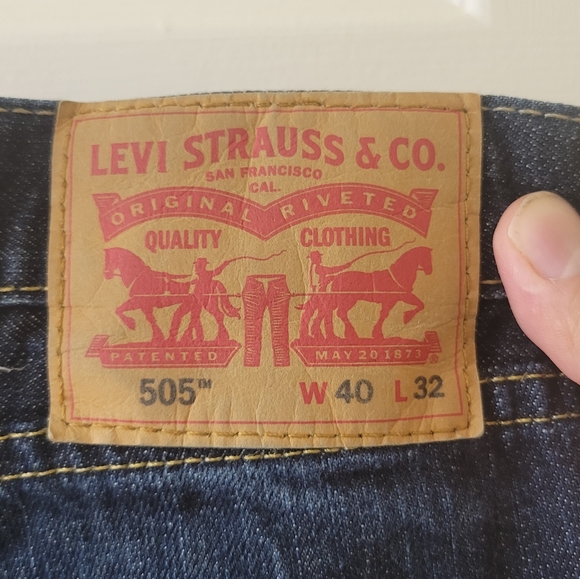 LEVI STRAUSS & CO.
SAN FRANCISCO
CAL.
ORIGINAL RIVETED
QUALITY CLOTHING
PATENTED MAY 20 1873 ®
505™ W 40 L 32